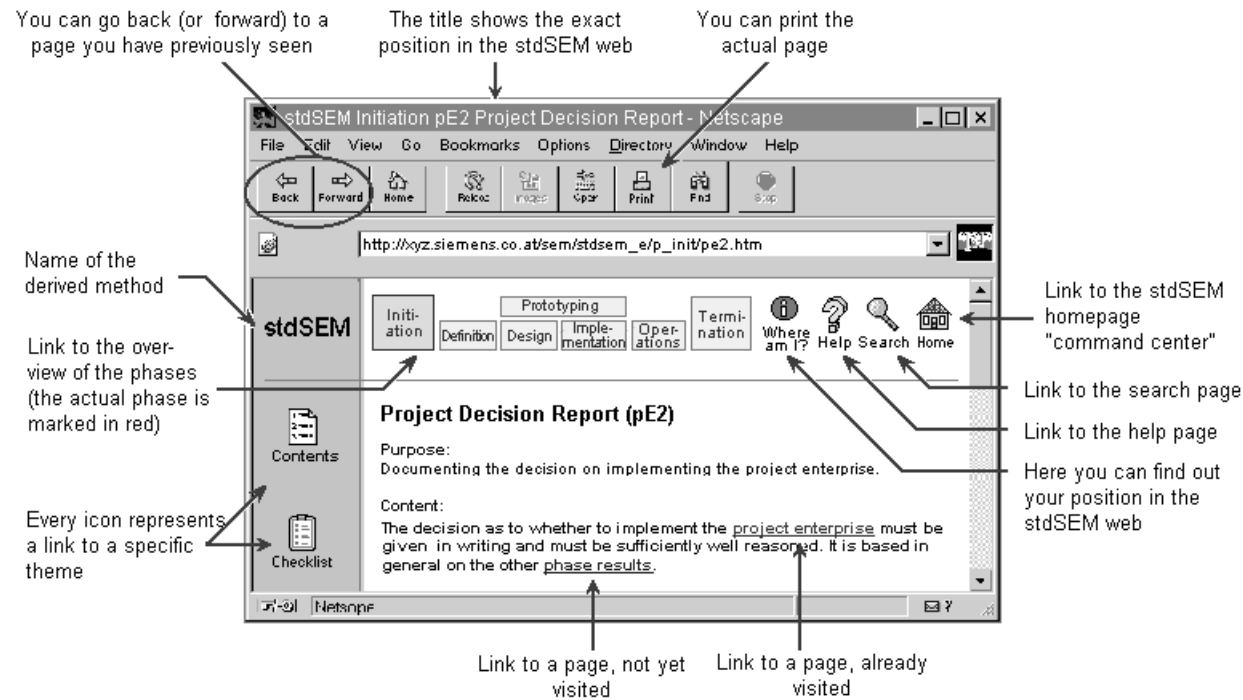 You can go back (or forward) to a
page you have previously seen
The title shows the exact
position in the stdSEM web
You can print the
actual page
stdSEM Initiation pE2 Project Decision Report - Netscape
File Edit View Go Bookmarks Options Directory Window Help
Back Forward Home Print Find Stop
http://xyz.siemens.co.at/sem/stdsem_e/p_init/pe2.htm
Name of the
derived method
stdSEM
Initi-
ation
Prototyping
Definition
Design
Imple-
mentation
Oper-
ations
Termi-
nation
Where
am I?
Help
Search
Home
Link to the stdSEM
homepage
"command center"
Link to the over-
view of the phases
(the actual phase is
marked in red)
Link to the search page
Link to the help page
Here you can find out
your position in the
stdSEM web
Contents
Checklist
Every icon represents
a link to a specific
theme
Project Decision Report (pE2)
Purpose:
Documenting the decision on implementing the project enterprise.
Content:
The decision as to whether to implement the project enterprise must be
given in writing and must be sufficiently well reasoned. It is based in
general on the other phase results.
Link to a page, not yet
visited
Link to a page, already
visited